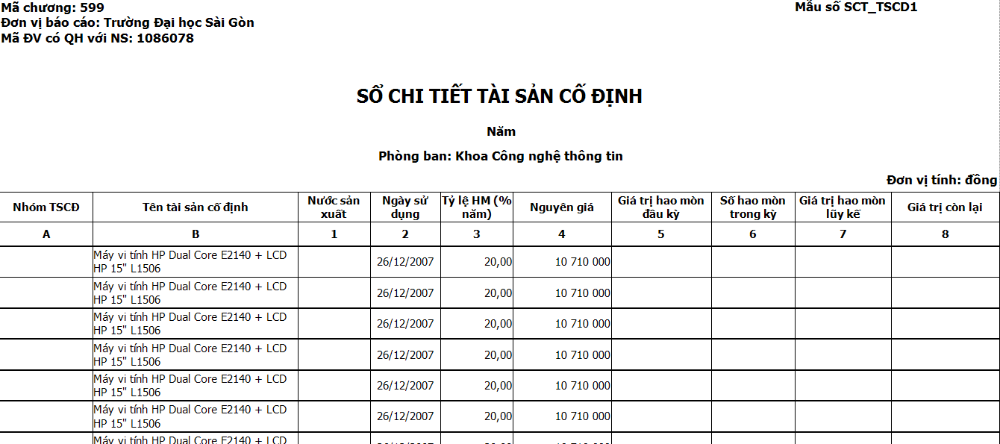 Mã chương: 599
Mẫu số SCT_TSCD1
Đơn vị báo cáo: Trường Đại học Sài Gòn
Mã ĐV có QH với NS: 1086078
SỔ CHI TIẾT TÀI SẢN CỐ ĐỊNH
Năm
Phòng ban: Khoa Công nghệ thông tin
Đơn vị tính: đồng
Nhóm TSCĐ Tên tài sản cố định Nước sản xuất Ngày sử dụng Tỷ lệ HM (% năm) Nguyên giá Giá trị hao mòn đầu kỳ Số hao mòn trong kỳ Giá trị hao mòn lũy kế Giá trị còn lại
A B 1 2 3 4 5 6 7 8
Máy vi tính HP Dual Core E2140 + LCD
HP 15" L1506 26/12/2007 20,00 10 710 000
Máy vi tính HP Dual Core E2140 + LCD
HP 15" L1506 26/12/2007 20,00 10 710 000
Máy vi tính HP Dual Core E2140 + LCD
HP 15" L1506 26/12/2007 20,00 10 710 000
Máy vi tính HP Dual Core E2140 + LCD
HP 15" L1506 26/12/2007 20,00 10 710 000
Máy vi tính HP Dual Core E2140 + LCD
HP 15" L1506 26/12/2007 20,00 10 710 000
Máy vi tính HP Dual Core E2140 + LCD
HP 15" L1506 26/12/2007 20,00 10 710 000
Máy vi tính HP Dual Core E2140 + LCD